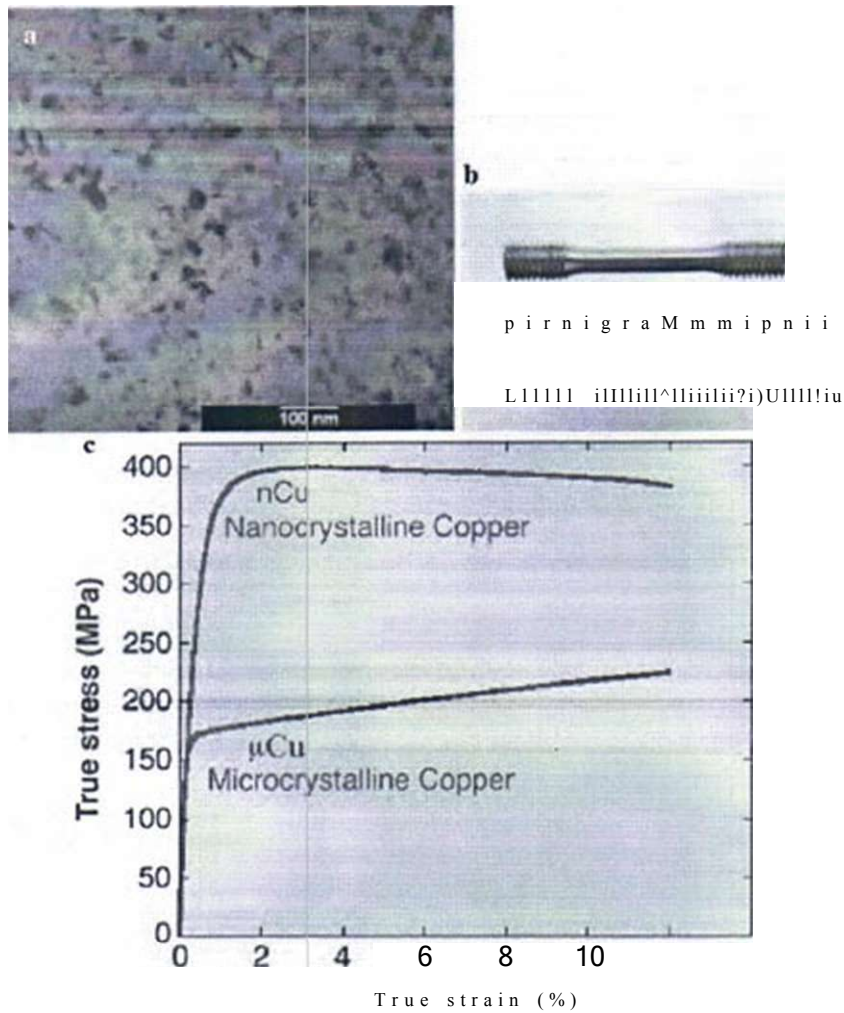 a
100 nm
b
p i r n i g r a M m m i p n i i
L l l l l l  i l I l l i l l ^ l l i i i l i i ? i ) U l l l l ! i u
c
400
350
300
250
200
150
100
50
0
True stress (MPa)
nCu
Nanocrystalline Copper
μCu
Microcrystalline Copper
0 2 4 6 8 10
True strain (%)